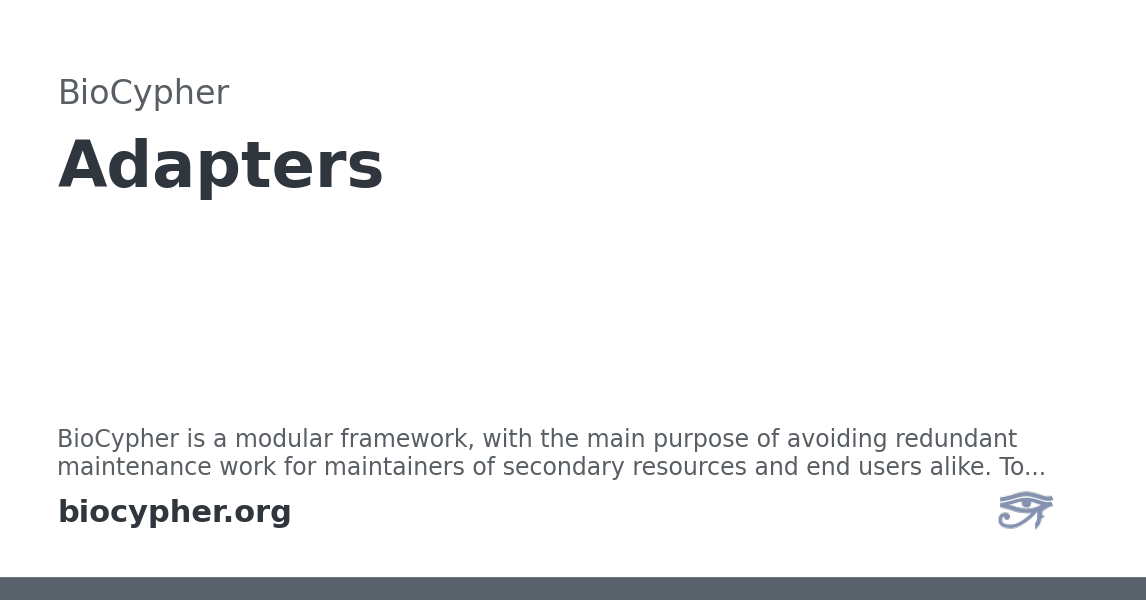 BioCypher
Adapters
BioCypher is a modular framework, with the main purpose of avoiding redundant
maintenance work for maintainers of secondary resources and end users alike. To...
biocypher.org